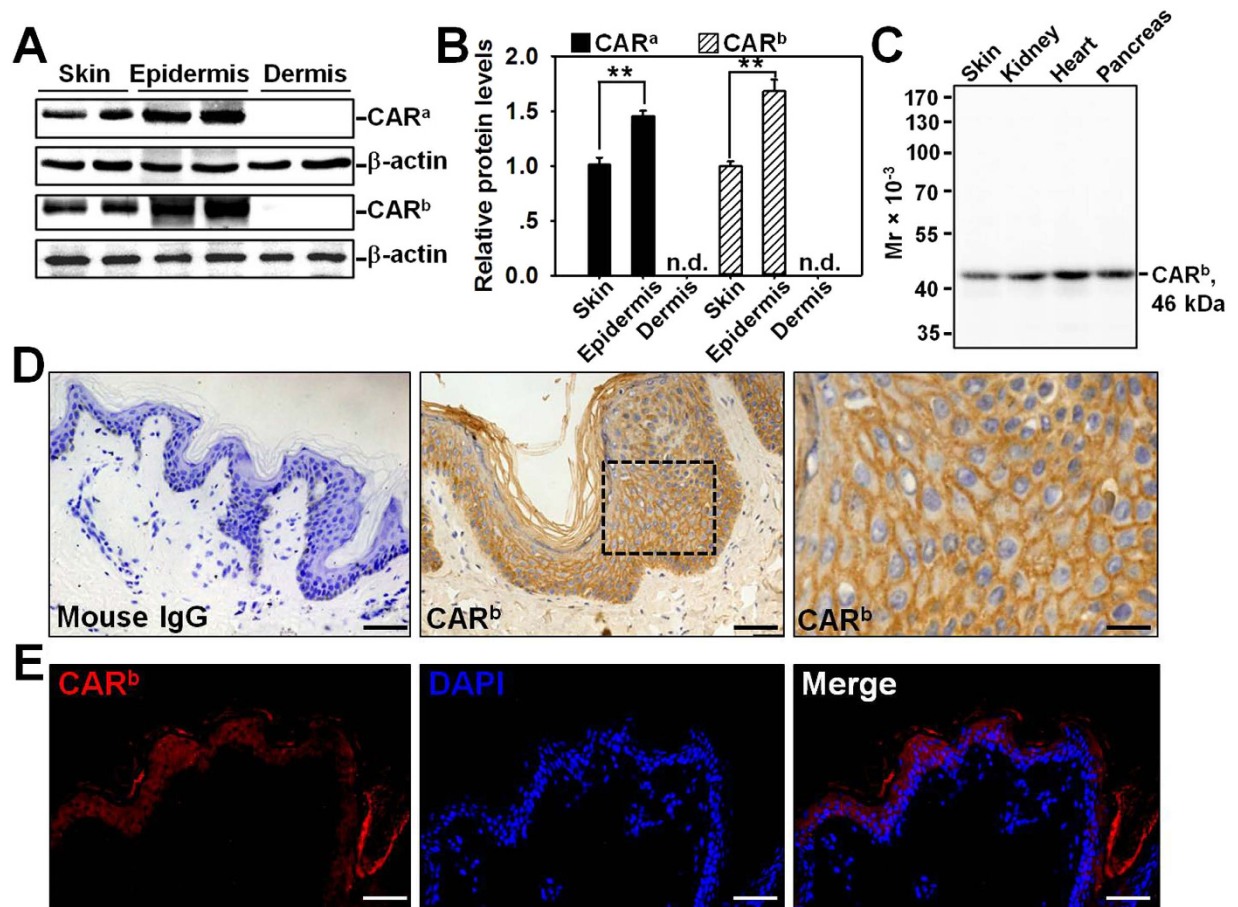 A
Skin Epidermis Dermis
-CARᵃ
-β-actin
-CARᵇ
-β-actin
B
CARᵃ CARᵇ
Relative protein levels
2.0
1.5
1.0
.5
0.0
**
**
n.d.
n.d.
Skin
Epidermis
Dermis
Skin
Epidermis
Dermis
C
Skin
Kidney
Heart
Pancreas
Mr × 10⁻³
170
130
100
70
55
40
35
-CARᵇ,
46 kDa
D
Mouse IgG
CARᵇ
CARᵇ
E
CARᵇ
DAPI
Merge